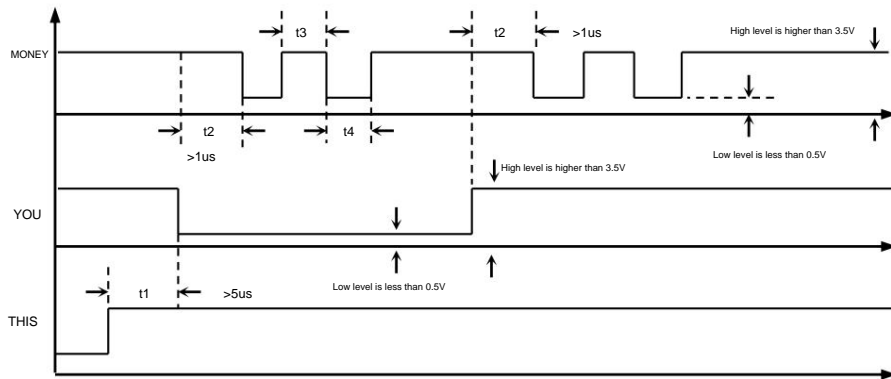 t3
t2
>1us
High level is higher than 3.5V
MONEY
t2
t4
>1us
Low level is less than 0.5V
High level is higher than 3.5V
YOU
Low level is less than 0.5V
t1
>5us
THIS